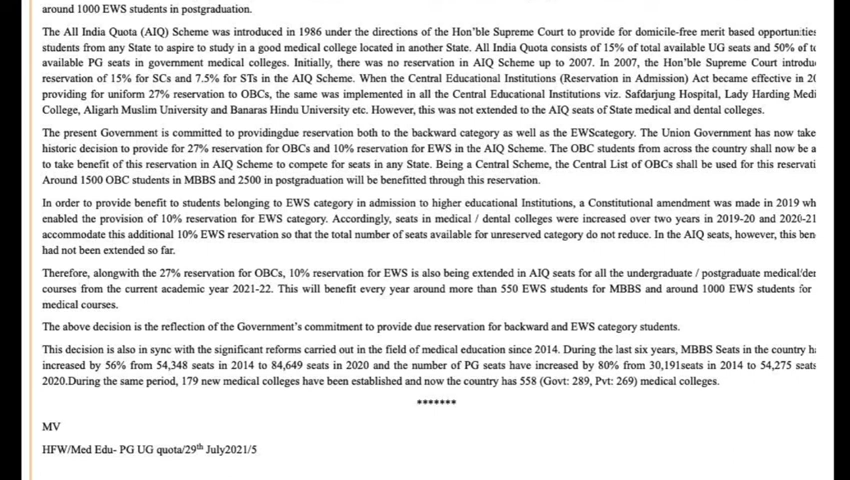 around 1000 EWS students in postgraduation.
The All India Quota (AIQ) Scheme was introduced in 1986 under the directions of the Hon'ble Supreme Court to provide for domicile-free merit based opportunities
students from any State to aspire to study in a good medical college located in another State. All India Quota consists of 15% of total available UG seats and 50% of
available PG seats in government medical colleges. Initially, there was no reservation in AIQ Scheme up to 2007. In 2007, the Hon'ble Supreme Court
reservation of 15% for SCs and 7.5% for STs in the AIQ Scheme. When the Central Educational Institutions (Reservation in Admission) Act became effective in
providing for uniform 27% reservation to OBCs, the same was implemented in all the Central Educational Institutions viz. Safdarjung Hospital, Lady Harding
College, Aligarh Muslim University and Banaras Hindu University etc. However, this was not extended to the AIQ seats of State medical and dental colleges.
The present Government is committed to providingdue reservation both to the backward category as well as the EWScategory. The Union Government has now take
historic decision to provide for 27% reservation for OBCs and 10% reservation for EWS in the AIQ Scheme. The OBC students from across the country shall now be a
to take benefit of this reservation in AIQ Scheme to compete for seats in any State. Being a Central Scheme, the Central List of OBCs shall be used for this
Around 1500 OBC students in MBBS and 2500 in postgraduation will be benefitted through this reservation.
In order to provide benefit to students belonging to EWS category in admission to higher educational Institutions, a Constitutional amendment was made in 2019
enabled the provision of 10% reservation for EWS category. Accordingly, seats in medical / dental colleges were increased over two years in 2019-20 and 2020-21
accommodate this additional 10% EWS reservation so that the total number of seats available for unreserved category do not reduce. In the AIQ seats, however, this
had not been extended so far.
Therefore, alongwith the 27% reservation for OBCs, 10% reservation for EWS is also being extended in AIQ seats for all the undergraduate / postgraduate
courses from the current academic year 2021-22. This will benefit every year around more than 550 EWS students for MBBS and around 1000 EWS students for
medical courses.
The above decision is the reflection of the Government's commitment to provide due reservation for backward and EWS category students.
This decision is also in sync with the significant reforms carried out in the field of medical education since 2014. During the last six years, MBBS Seats in the country
increased by 56% from 54,348 seats in 2014 to 84,649 seats in 2020 and the number of PG seats have increased by 80% from 30,191seats in 2014 to 54,275 seats
2020.During the same period, 179 new medical colleges have been established and now the country has 558 (Govt: 289, Pvt: 269) medical colleges.
*******
MV
HFW/Med Edu- PG UG quota/29th July2021/5